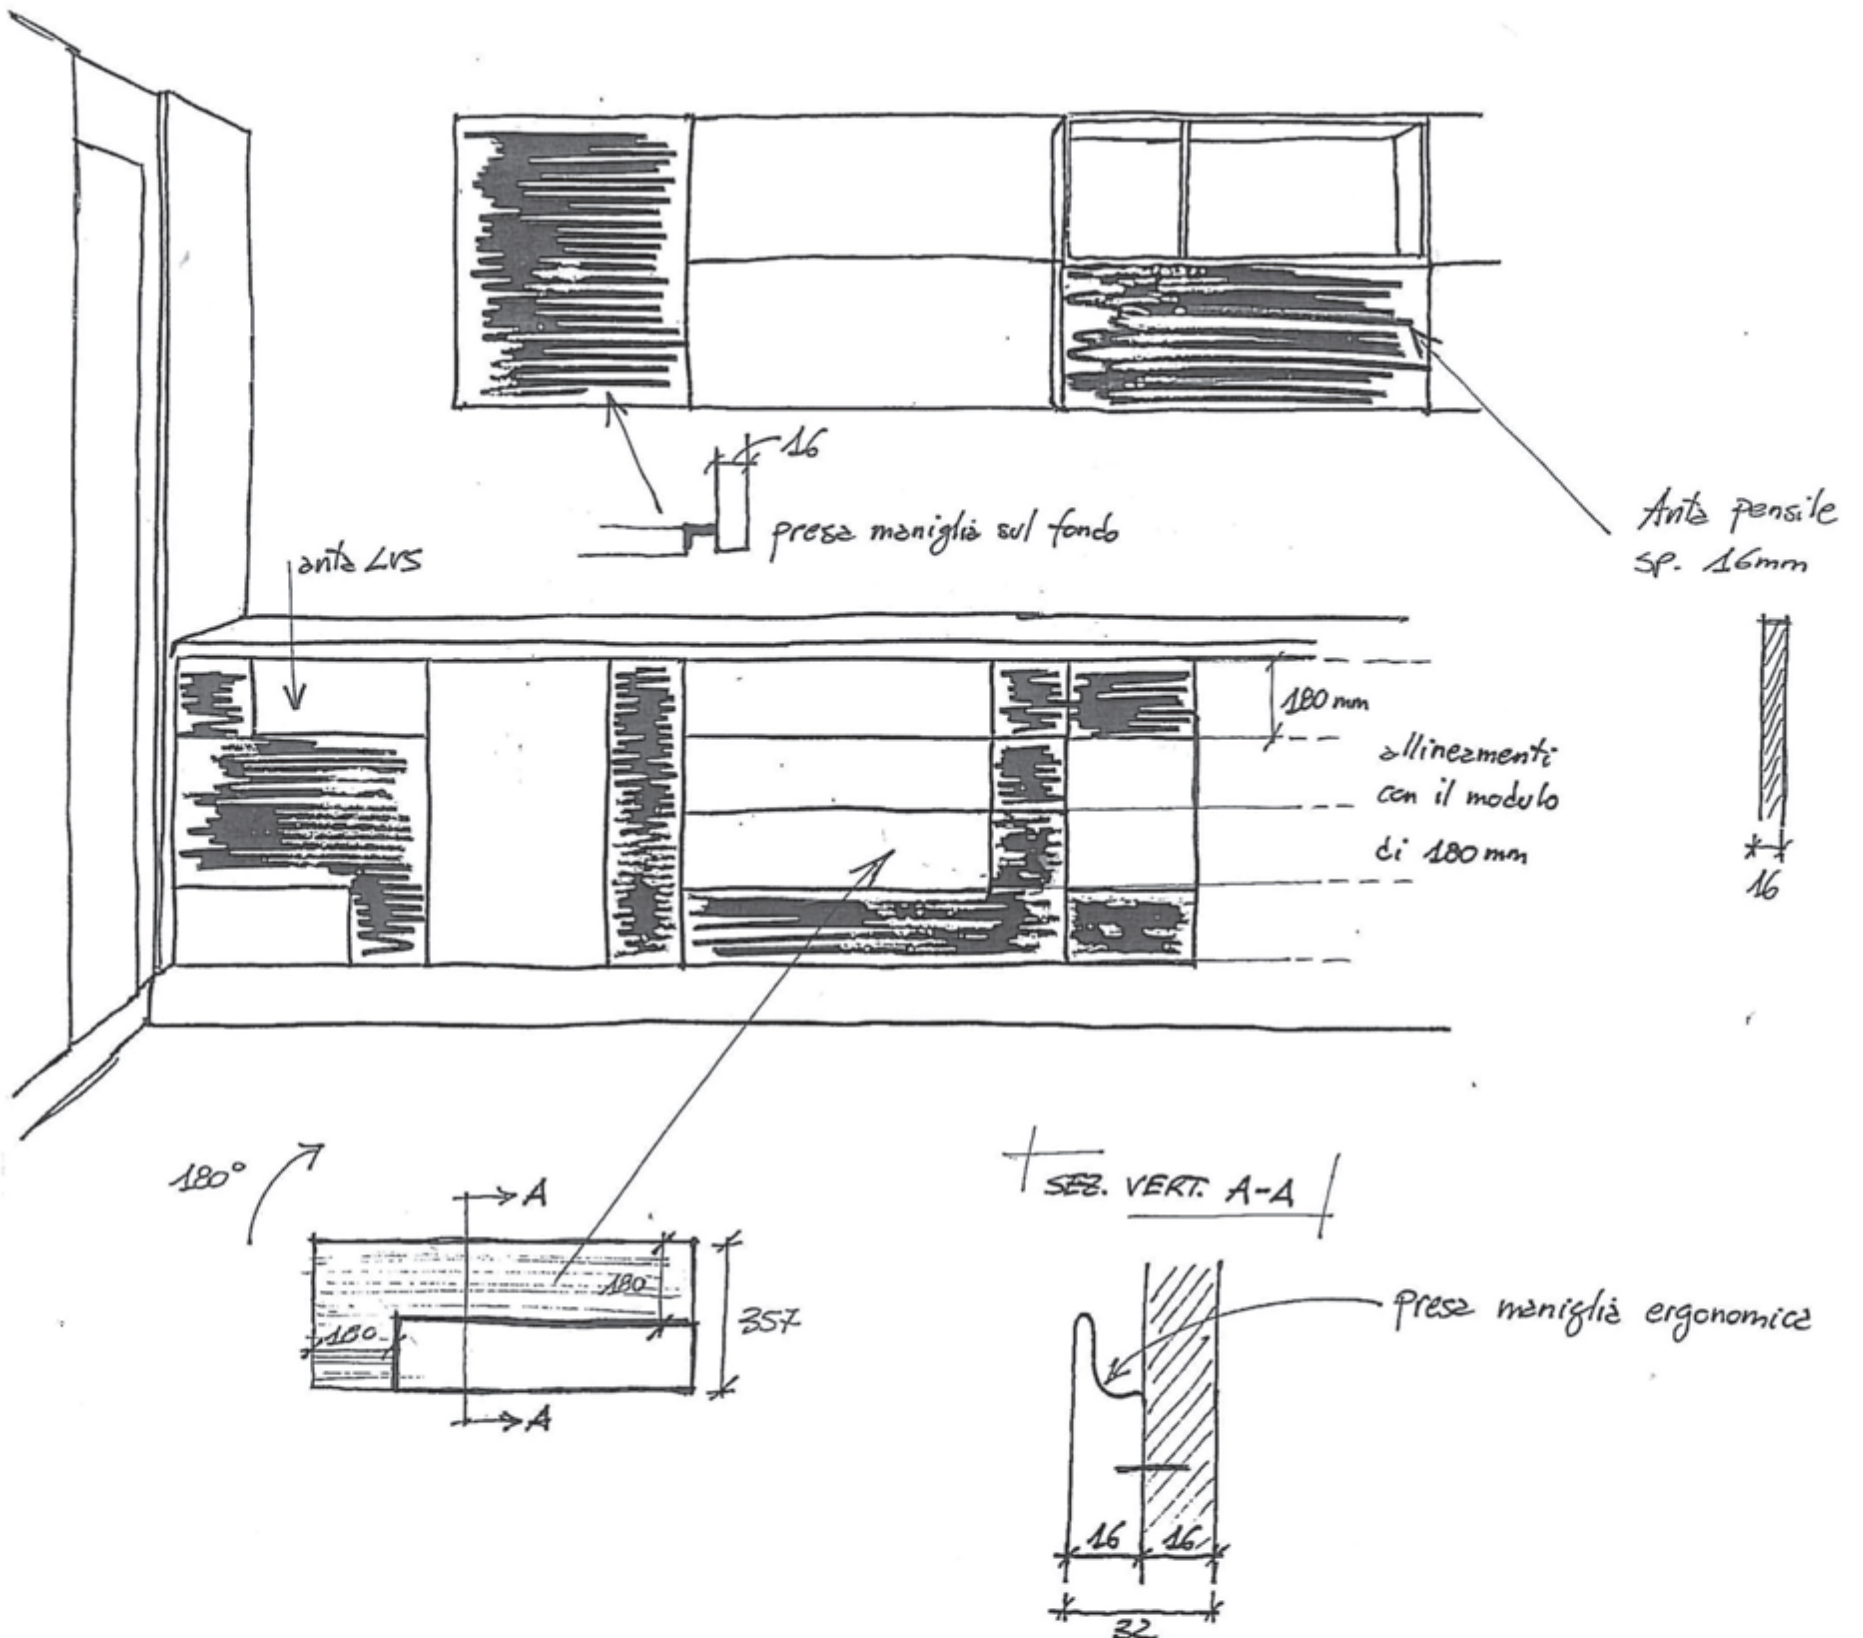 16
presa maniglia sul fondo
Anta pensile
sp. 16mm
anta LVS
180 mm
allineamenti
con il modulo
di 180 mm
16
180°
A
180
180
357
A
SEZ. VERT. A-A
presa maniglia ergonomica
16
16
32